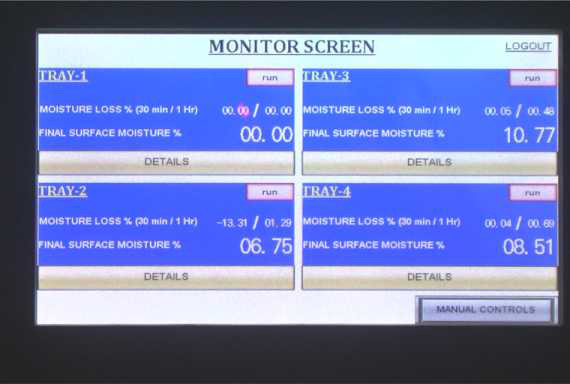 MONITOR SCREEN
LOGOUT
TRAY-1
run
MOISTURE LOSS % (30 min / 1 Hr)
00.00 / 00.00
FINAL SURFACE MOISTURE %
00.00
DETAILS
TRAY-3
run
MOISTURE LOSS % (30 min / 1 Hr)
00.05 / 00.48
FINAL SURFACE MOISTURE %
10.77
DETAILS
TRAY-2
run
MOISTURE LOSS % (30 min / 1 Hr)
-13.31 / 01.29
FINAL SURFACE MOISTURE %
06.75
DETAILS
TRAY-4
run
MOISTURE LOSS % (30 min / 1 Hr)
00.04 / 00.69
FINAL SURFACE MOISTURE %
08.51
DETAILS
MANUAL CONTROLS